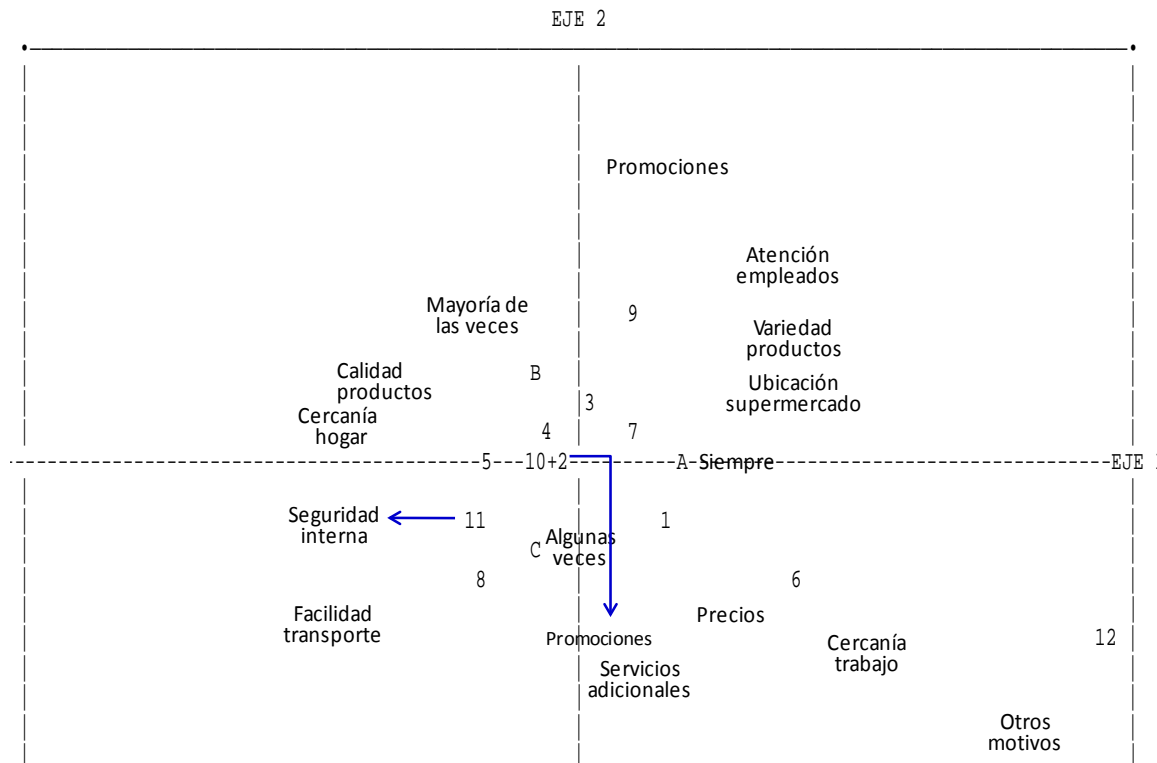 EJE 2
Promociones
Atención
empleados
Mayoría de
las veces
9
Variedad
productos
Calidad
productos
B
Ubicación
supermercado
3
Cercanía
hogar
4
7
5
10+2
A
Siempre
EJE
Seguridad
interna
11
1
C
Algunas
veces
8
6
Facilidad
transporte
Precios
Promociones
Cercanía
trabajo
12
Servicios
adicionales
Otros
motivos